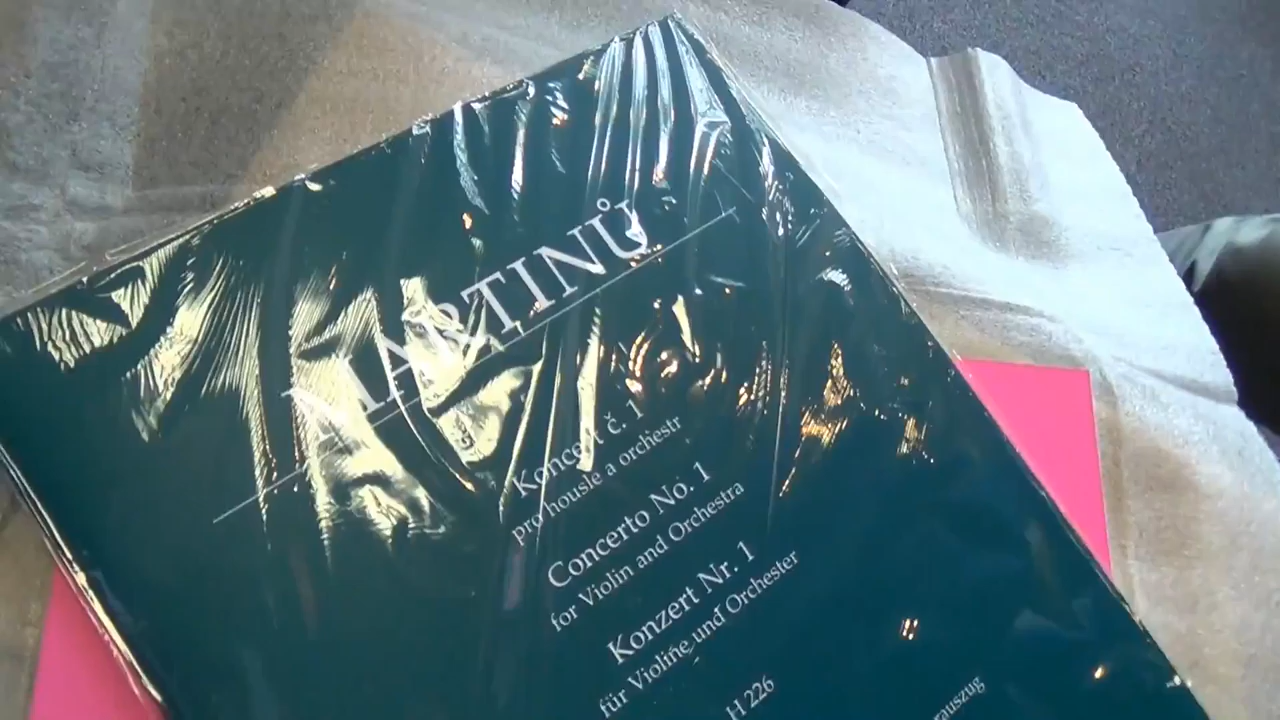 MARTINŮ
Koncert č. 1
pro housle a orchestr
Concerto No. 1
for Violin and Orchestra
Konzert Nr. 1
für Violine und Orchester
H 226